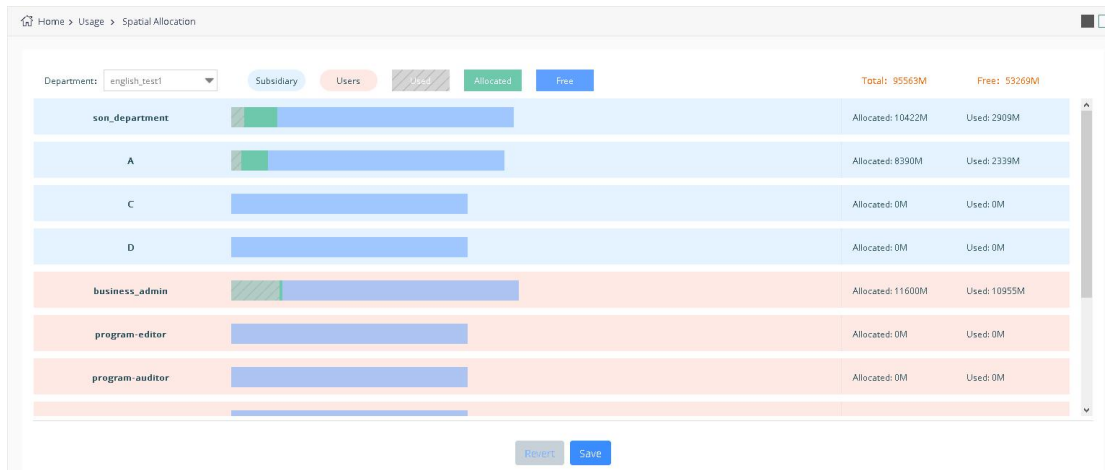 Home > Usage > Spatial Allocation
Department: english_test1 Subsidiary Users Used Allocated Free Total: 95563M Free: 53269M
son_department Allocated: 10422M Used: 2909M
A Allocated: 8390M Used: 2339M
C Allocated: 0M Used: 0M
D Allocated: 0M Used: 0M
business_admin Allocated: 11600M Used: 10955M
program-editor Allocated: 0M Used: 0M
program-auditor Allocated: 0M Used: 0M
Revert Save